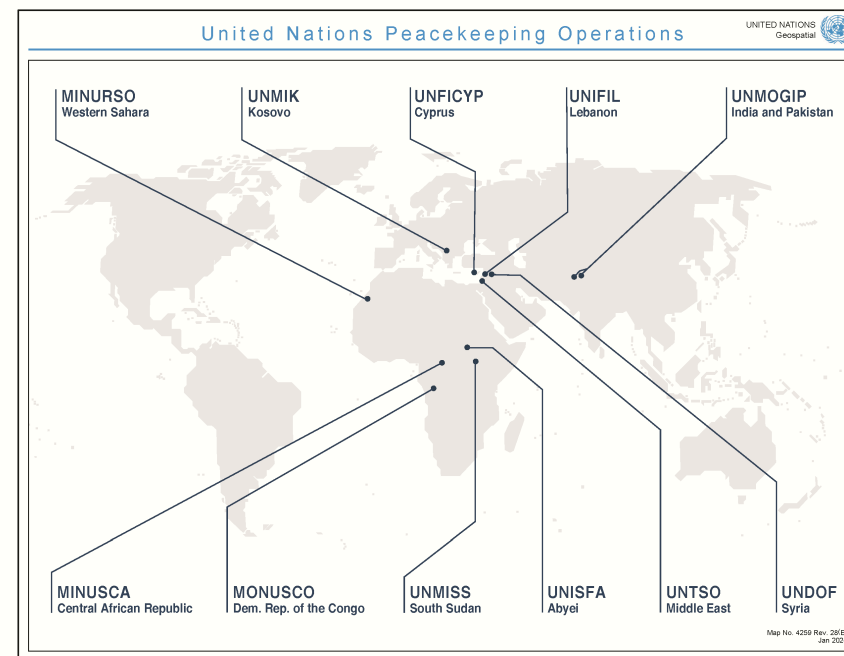 United Nations Peacekeeping Operations
UNITED NATIONS
Geospatial
MINURSO
Western Sahara
UNMIK
Kosovo
UNFICYP
Cyprus
UNIFIL
Lebanon
UNMOGIP
India and Pakistan
MINUSCA
Central African Republic
MONUSCO
Dem. Rep. of the Congo
UNMISS
South Sudan
UNISFA
Abyei
UNTSO
Middle East
UNDOF
Syria
Map No. 4259 Rev. 28(E
Jan 202